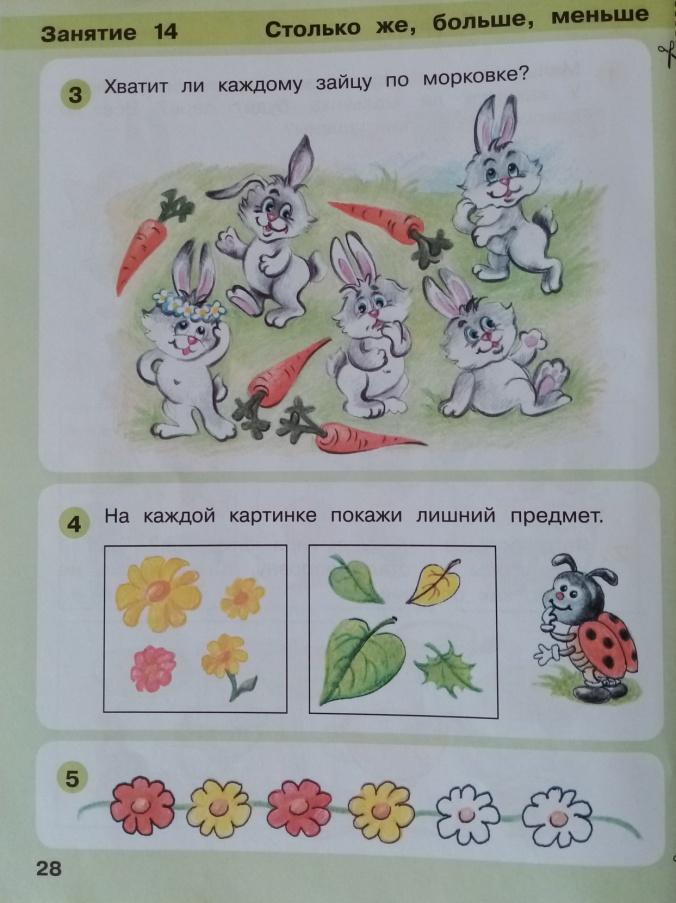 Занятие 14 Столько же, больше, меньше
3 Хватит ли каждому зайцу по морковке?
4 На каждой картинке покажи лишний предмет.
5
28